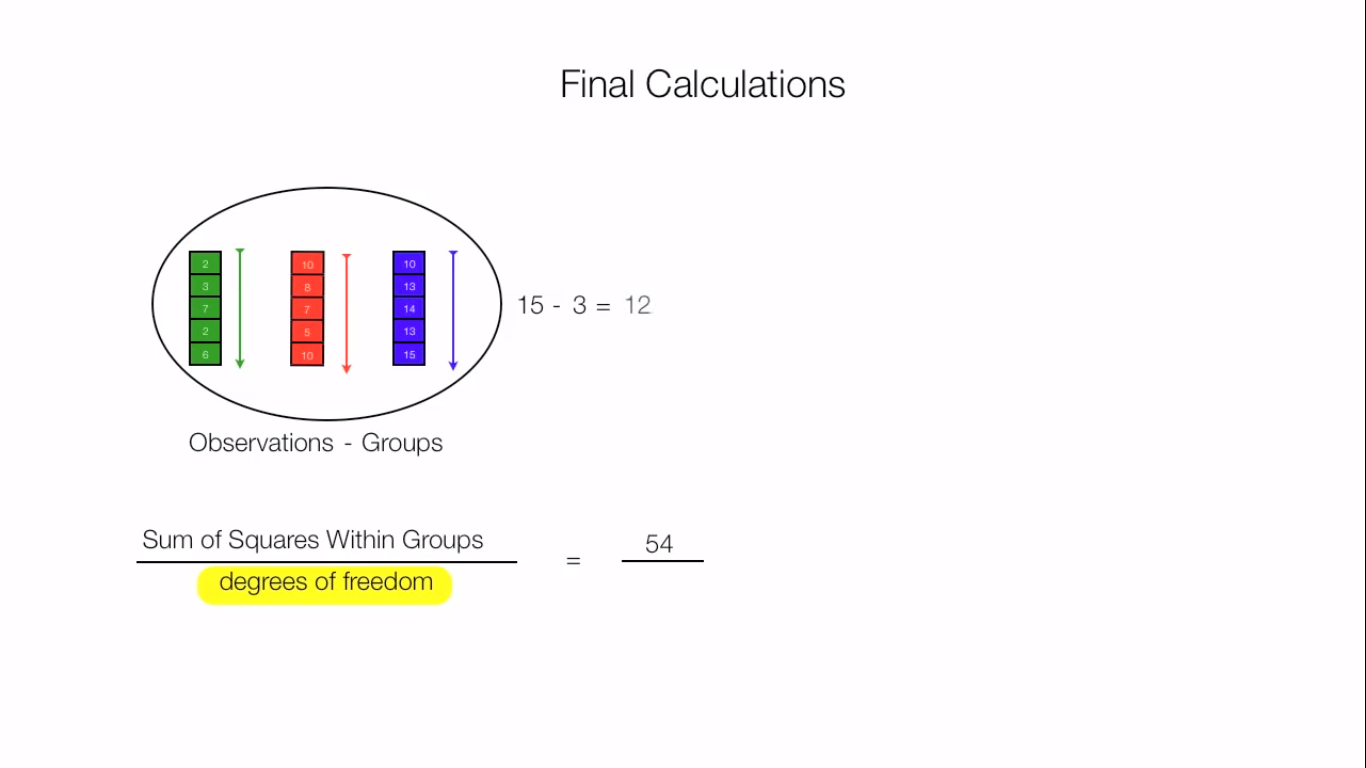 Final Calculations
2 10 10
3 8 13
7 7 14
2 5 13
6 10 15
15 - 3 = 12
Observations - Groups
Sum of Squares Within Groups
degrees of freedom
=
54